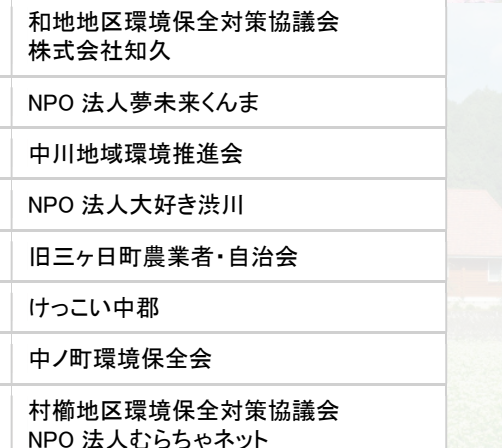 和地地区環境保全対策協議会
株式会社知久
NPO 法人夢未来くんま
中川地域環境推進会
NPO 法人大好き渋川
旧三ヶ日町農業者・自治会
けっこい中郡
中ノ町環境保全会
村櫛地区環境保全対策協議会
NPO 法人むらちゃネット